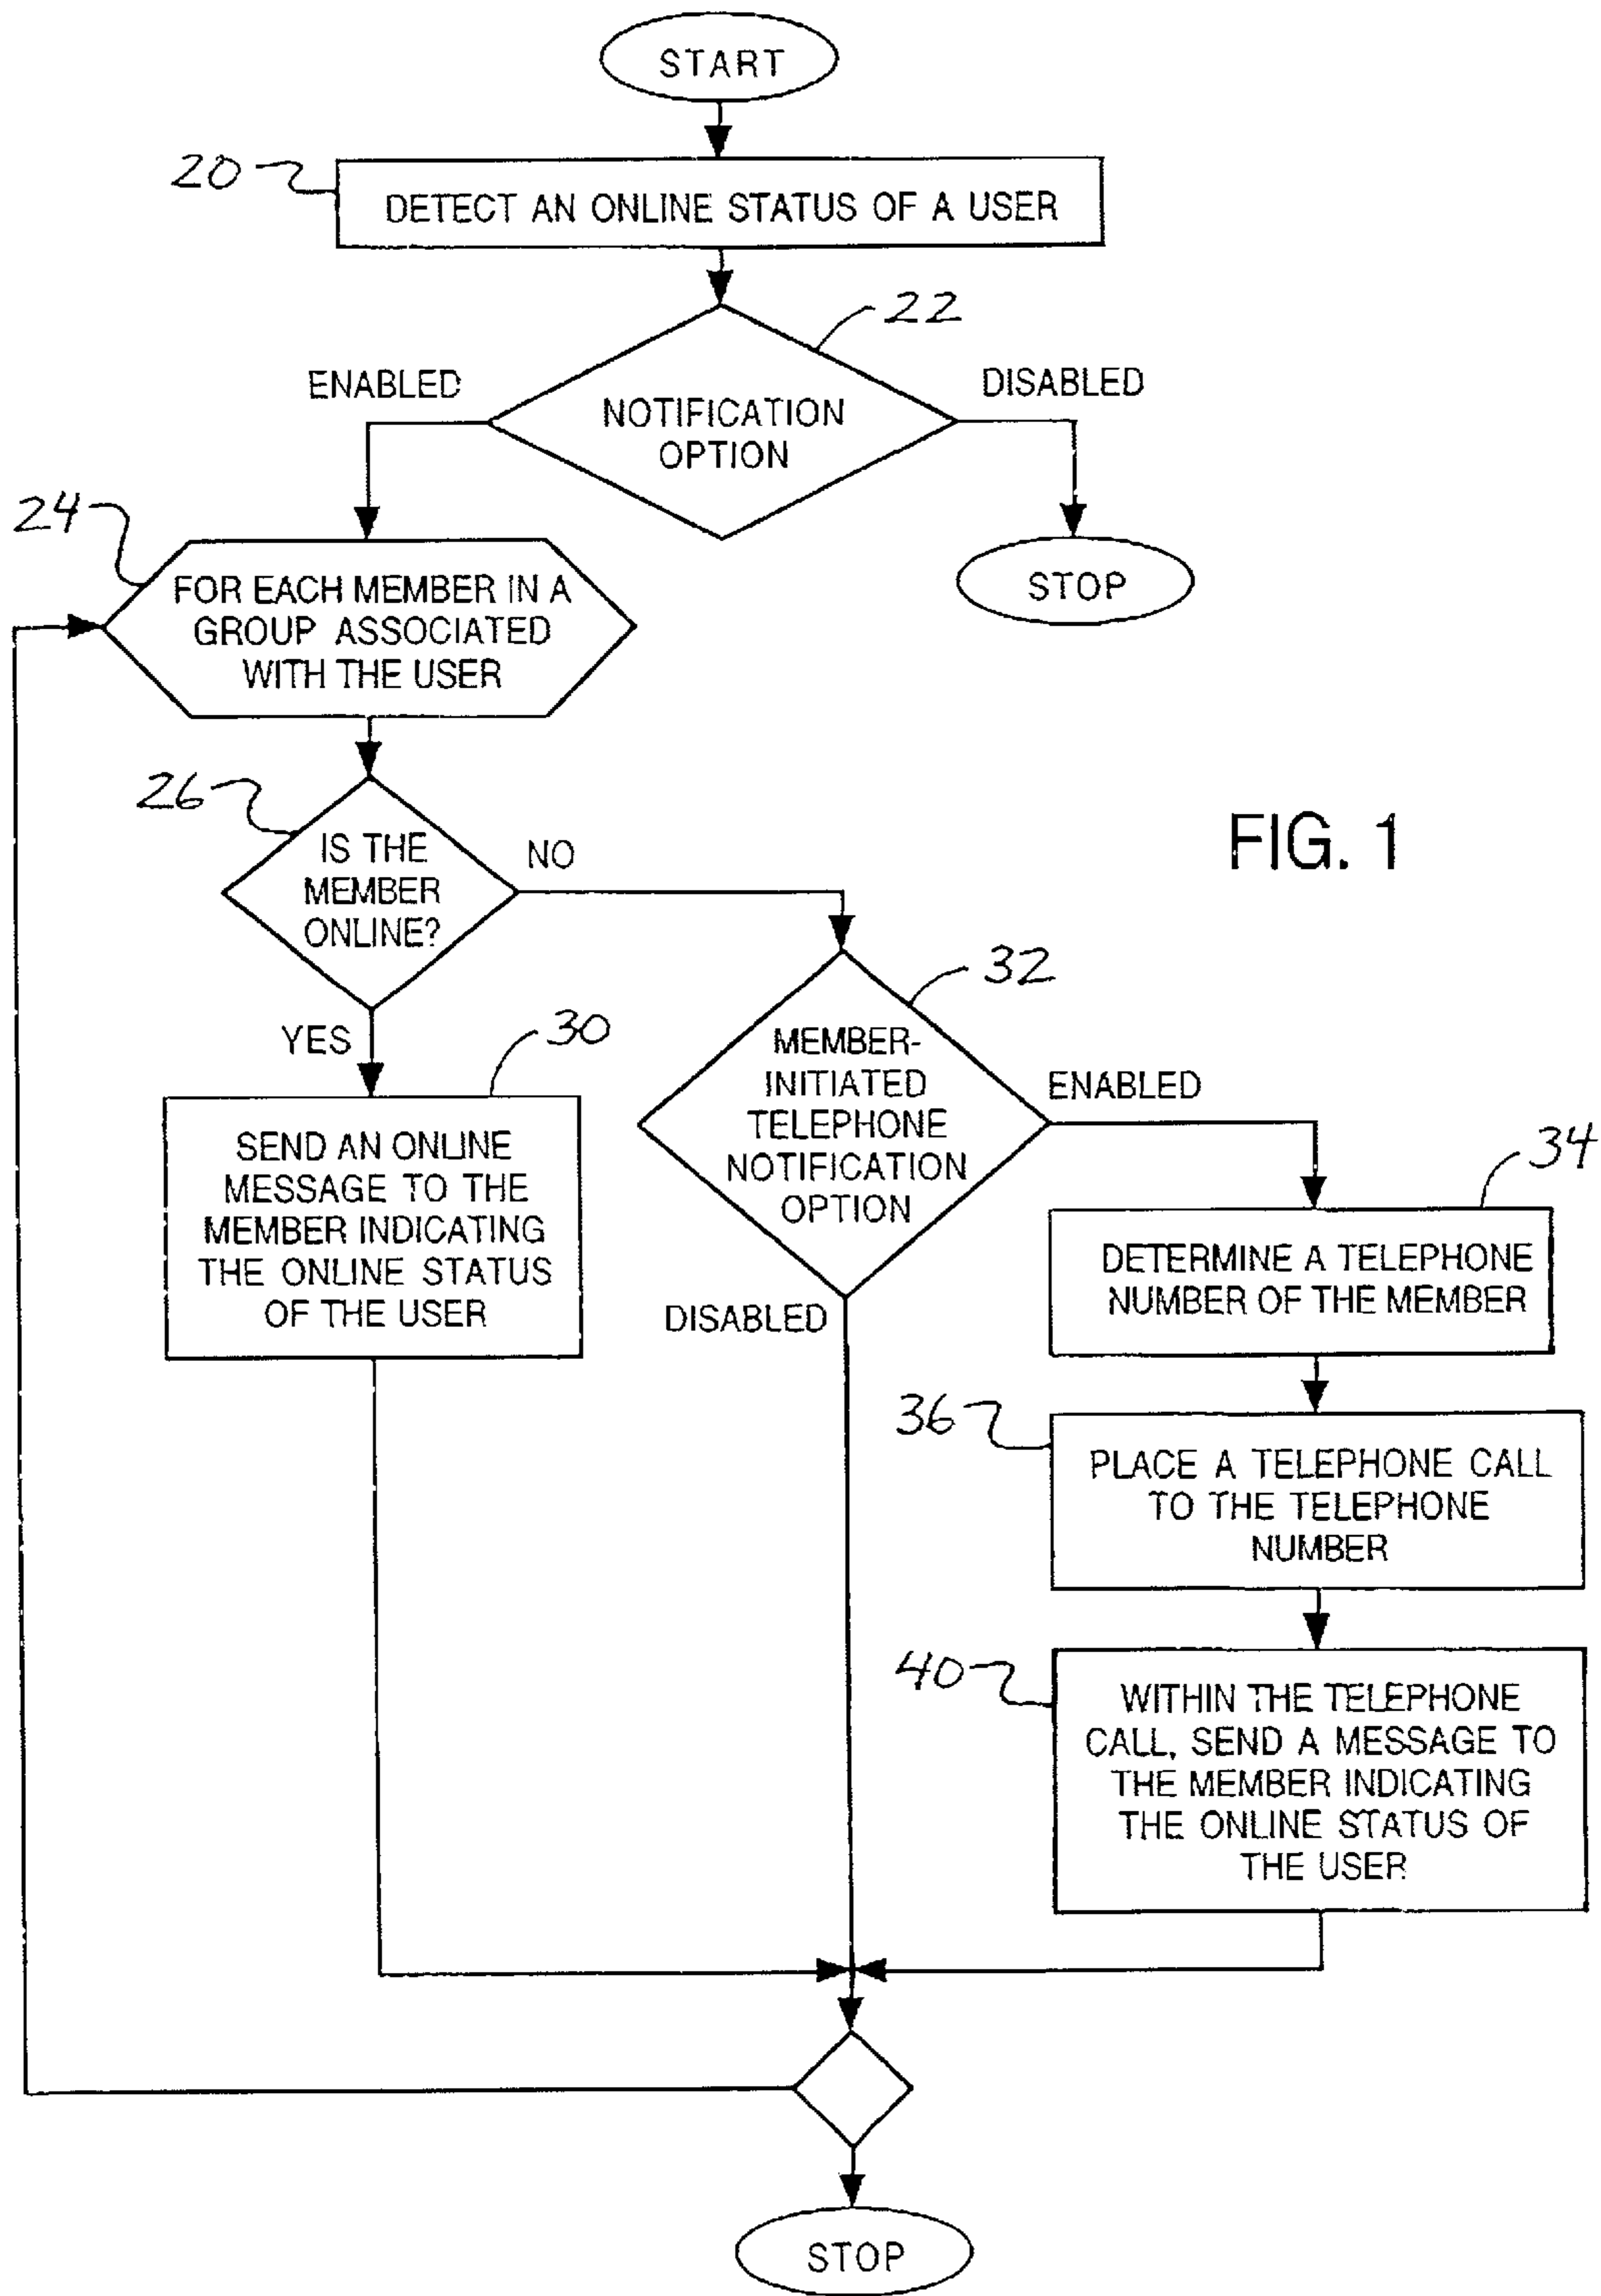 START
20
DETECT AN ONLINE STATUS OF A USER
22
ENABLED
DISABLED
NOTIFICATION
OPTION
24
FOR EACH MEMBER IN A
GROUP ASSOCIATED
WITH THE USER
STOP
26
IS THE
MEMBER
ONLINE?
NO
FIG. 1
YES
30
32
MEMBER-
INITIATED
TELEPHONE
NOTIFICATION
OPTION
ENABLED
DISABLED
SEND AN ONLINE
MESSAGE TO THE
MEMBER INDICATING
THE ONLINE STATUS
OF THE USER
34
DETERMINE A TELEPHONE
NUMBER OF THE MEMBER
36
PLACE A TELEPHONE CALL
TO THE TELEPHONE
NUMBER
40
WITHIN THE TELEPHONE
CALL, SEND A MESSAGE TO
THE MEMBER INDICATING
THE ONLINE STATUS OF
THE USER
STOP